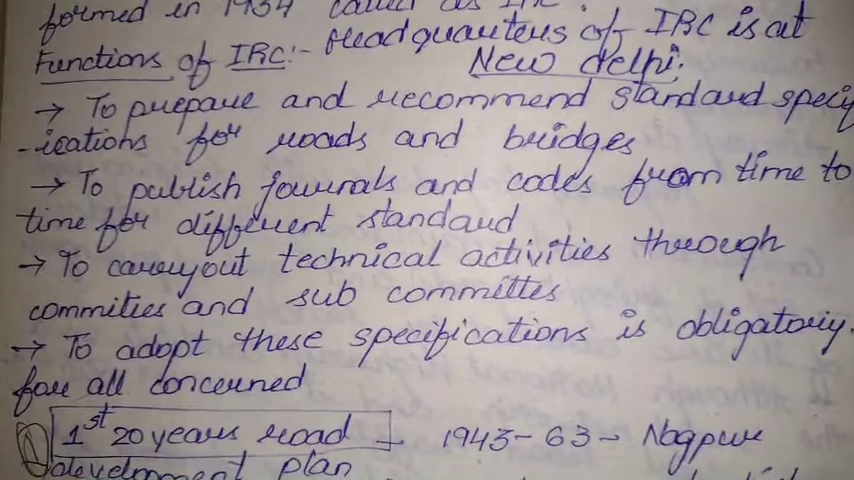 formed in 1934 called as IRC.
Headquarters of IRC is at
Functions of IRC:- New delhi.
→ To prepare and recommend standard specif
-ications for roads and bridges
→ To publish journals and codes from time to
time for different standard
→ To carryout technical activities through
commities and sub committes
→ To adopt these specifications is obligatoriy.
for all concerned
① 1st 20 years road - 1943-63- Nagpur
development plan